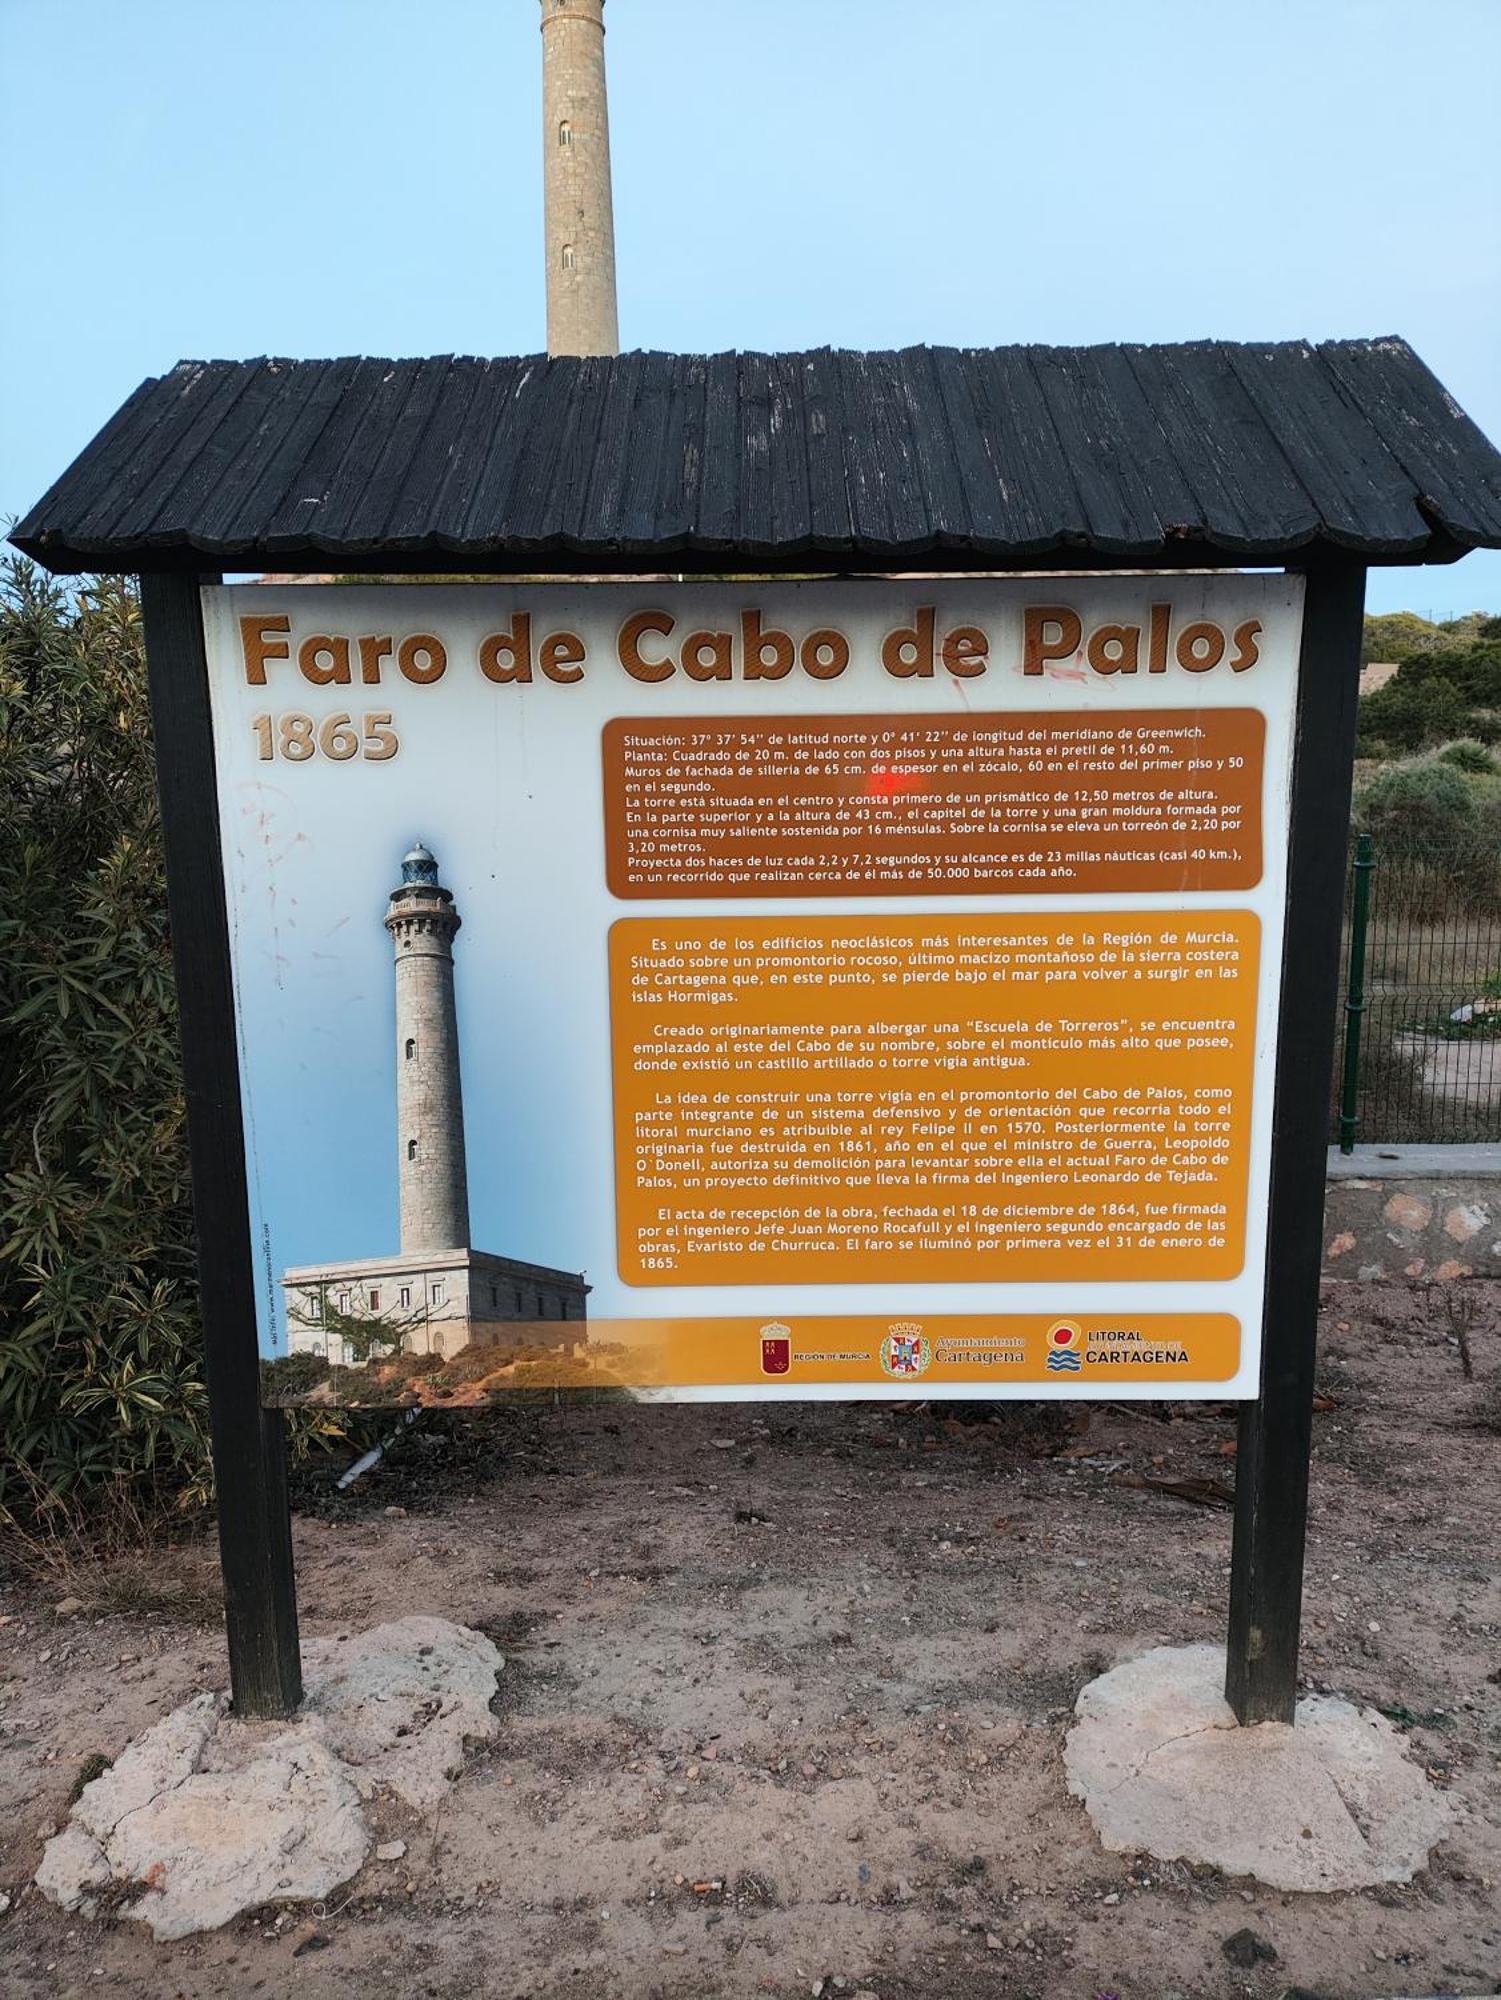 Faro de Cabo de Palos
1865
Situación: 37º 37' 54'' de latitud norte y 0º 41' 22'' de longitud del meridiano de Greenwich.
Planta: Cuadrado de 20 m. de lado con dos pisos y una altura hasta el pretil de 11,60 m.
Muros de fachada de sillería de 65 cm. de espesor en el zócalo, 60 en el resto del primer piso y 50
en el segundo.
La torre está situada en el centro y consta primero de un prismático de 12,50 metros de altura.
En la parte superior y a la altura de 43 cm., el capitel de la torre y una gran moldura formada por
una cornisa muy saliente sostenida por 16 ménsulas. Sobre la cornisa se eleva un torreón de 2,20 por
3,20 metros.
Proyecta dos haces de luz cada 2,2 y 7,2 segundos y su alcance es de 23 millas náuticas (casi 40 km.),
en un recorrido que realizan cerca de él más de 50.000 barcos cada año.
Es uno de los edificios neoclásicos más interesantes de la Región de Murcia.
Situado sobre un promontorio rocoso, último macizo montañoso de la sierra costera
de Cartagena que, en este punto, se pierde bajo el mar para volver a surgir en las
islas Hormigas.
Creado originariamente para albergar una “Escuela de Torreros”, se encuentra
emplazado al este del Cabo de su nombre, sobre el montículo más alto que posee,
donde existió un castillo artillado o torre vigía antigua.
La idea de construir una torre vigía en el promontorio del Cabo de Palos, como
parte integrante de un sistema defensivo y de orientación que recorría todo el
litoral murciano es atribuible al rey Felipe II en 1570. Posteriormente la torre
originaria fue destruida en 1861, año en el que el ministro de Guerra, Leopoldo
O`Donell, autoriza su demolición para levantar sobre ella el actual Faro de Cabo de
Palos, un proyecto definitivo que lleva la firma del Ingeniero Leonardo de Tejada.
El acta de recepción de la obra, fechada el 18 de diciembre de 1864, fue firmada
por el ingeniero Jefe Juan Moreno Rocafull y el ingeniero segundo encargado de las
obras, Evaristo de Churruca. El faro se iluminó por primera vez el 31 de enero de
1865.
Más info: www.marmenoronline.com
REGIÓN DE MURCIA
Ayuntamiento
Cartagena
LITORAL
CARTAGENA